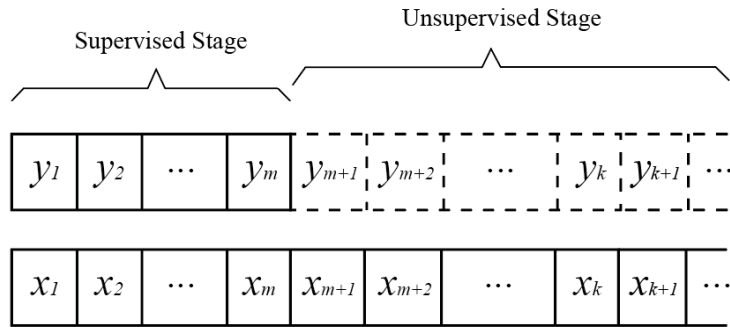 Unsupervised Stage
Supervised Stage
y1 y2 ... ym ym+1 ym+2 ... yk yk+1 ...
x1 x2 ... xm xm+1 xm+2 ... xk xk+1 ...